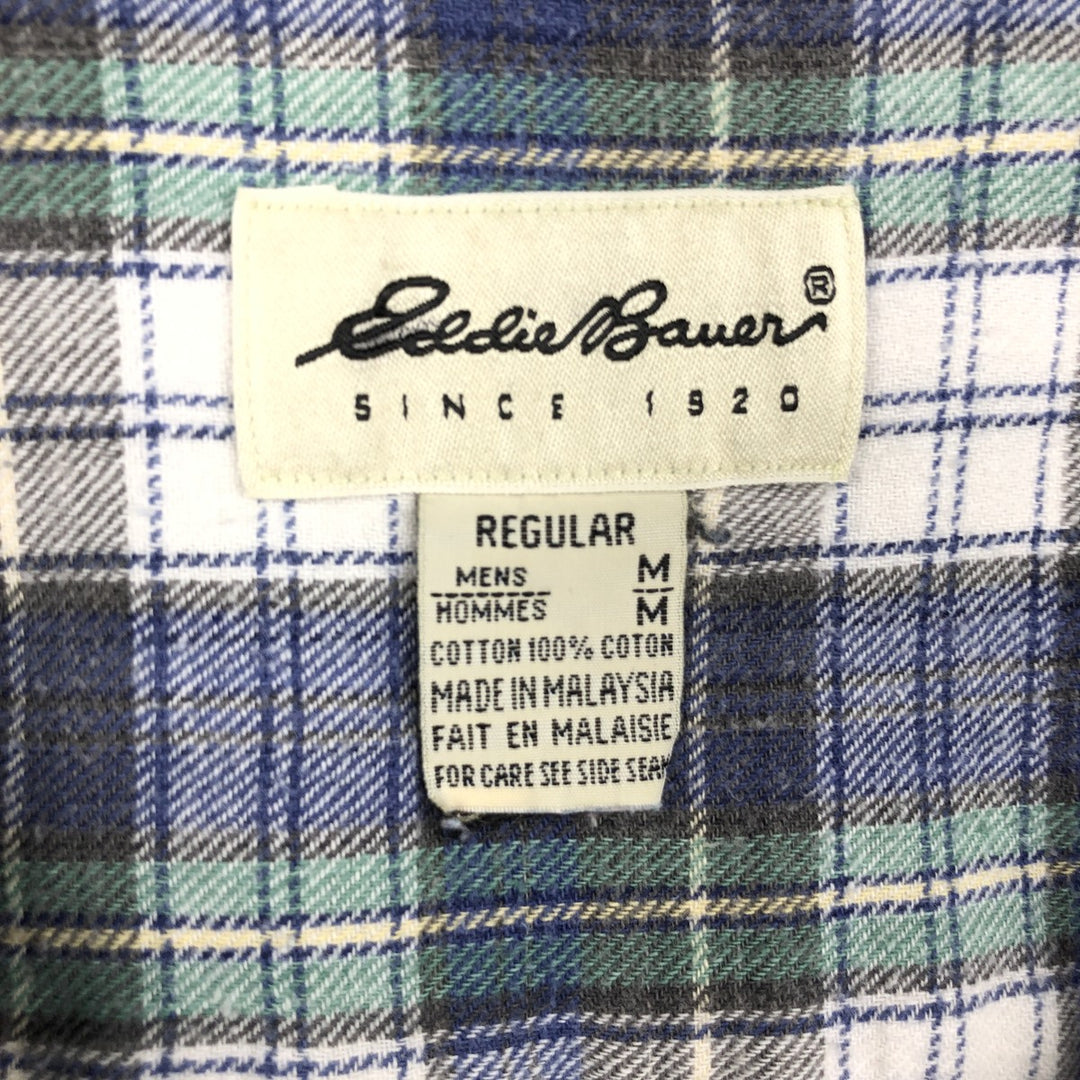 Eddie Bauer®
SINCE 1920
REGULAR
MENS M
HOMMES M
COTTON 100% COTON
MADE IN MALAYSIA
FAIT EN MALAISIE
FOR CARE SEE SIDE SEAM